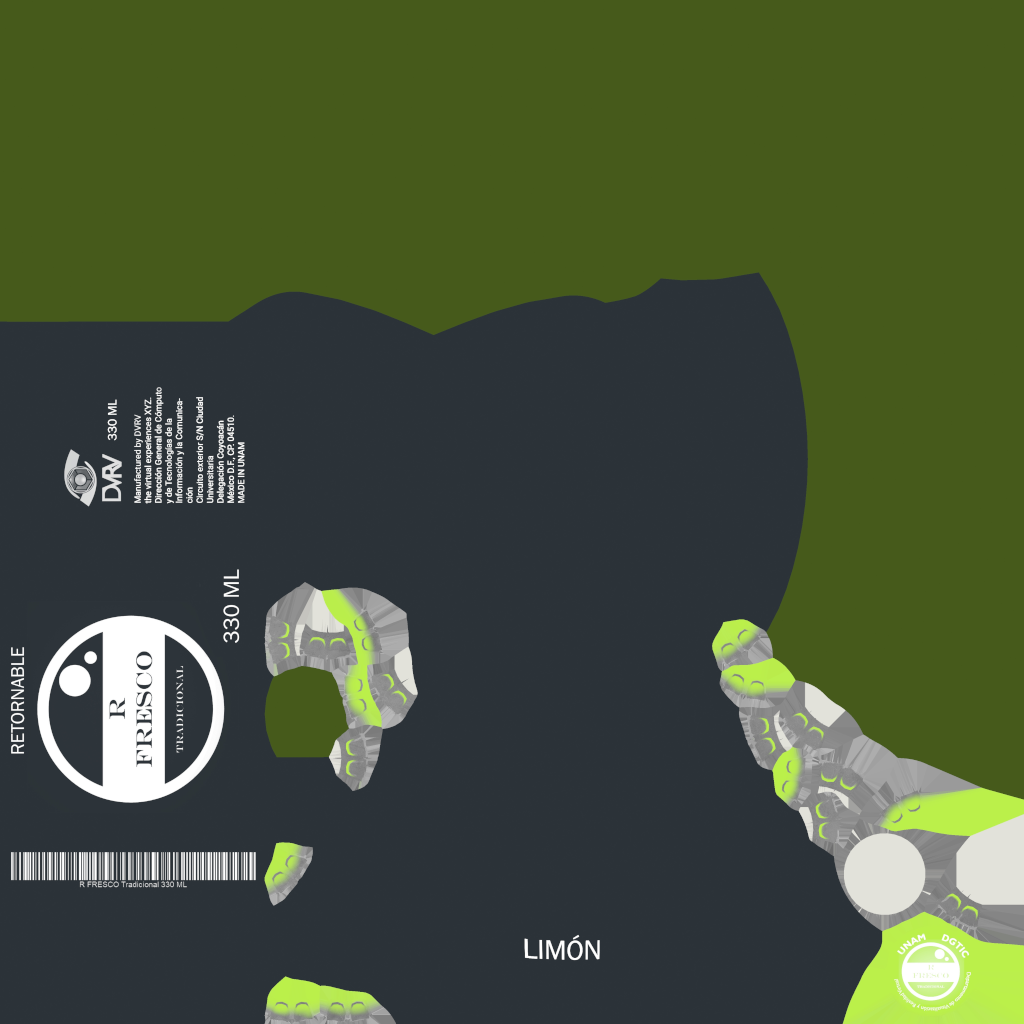 DVRV
330 ML
Manufactured by DVRV
the virtual experiences XYZ.
Dirección General de Cómputo
y de Tecnologías de la
Información y la Comunica-
ción
Circuito exterior S/N Ciudad
Universitaria
Delegación Coyoacán
México D.F., CP. 04510.
MADE IN UNAM
RETORNABLE
R
FRESCO
TRADICIONAL
330 ML
R FRESCO Tradicional 330 ML
LIMÓN
UNAM DGTIC
R
FRESCO